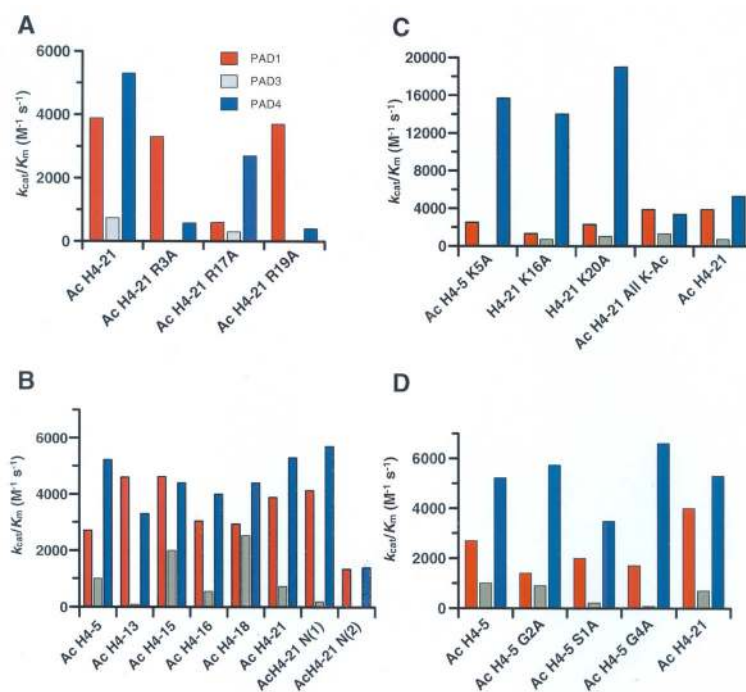 A
6000
4000
2000
0
kcat/Km (M⁻¹ s⁻¹)
PAD1
PAD3
PAD4
Ac H4-21
Ac H4-21 R3A
Ac H4-21 R17A
Ac H4-21 R19A
C
20000
16000
12000
8000
4000
0
kcat/Km (M⁻¹ s⁻¹)
Ac H4-5 K5A
H4-21 K16A
H4-21 K20A
Ac H4-21 All K-Ac
Ac H4-21
B
6000
4000
2000
0
kcat/Km (M⁻¹ s⁻¹)
Ac H4-5
Ac H4-13
Ac H4-15
Ac H4-16
Ac H4-18
Ac H4-21
AcH4-21 N(1)
AcH4-21 N(2)
D
6000
4000
2000
0
kcat/Km (M⁻¹ s⁻¹)
Ac H4-5
Ac H4-5 G2A
Ac H4-5 S1A
Ac H4-5 G4A
Ac H4-21